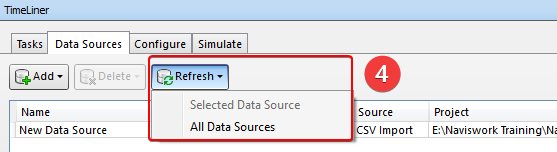 TimeLiner
Tasks Data Sources Configure Simulate
Add Delete Refresh 4
Selected Data Source
All Data Sources
Name Source Project
New Data Source CSV Import E:\Naviswork Training\Na